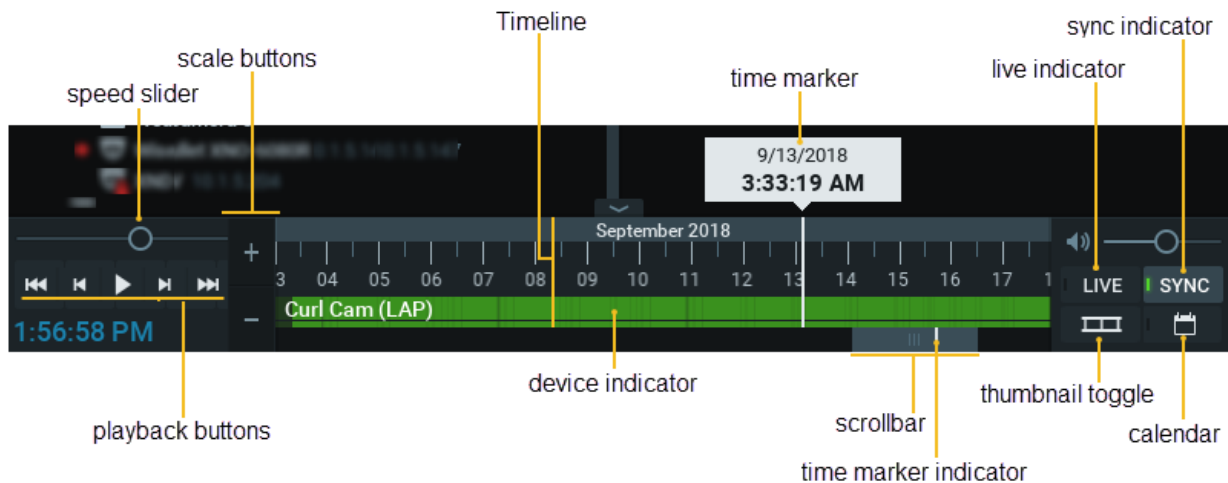 Timeline
sync indicator
scale buttons
time marker
live indicator
speed slider
9/13/2018
3:33:19 AM
September 2018
03 04 05 06 07 08 09 10 11 12 13 14 15 16 17
LIVE
SYNC
Curl Cam (LAP)
1:56:58 PM
device indicator
thumbnail toggle
scrollbar
playback buttons
calendar
time marker indicator